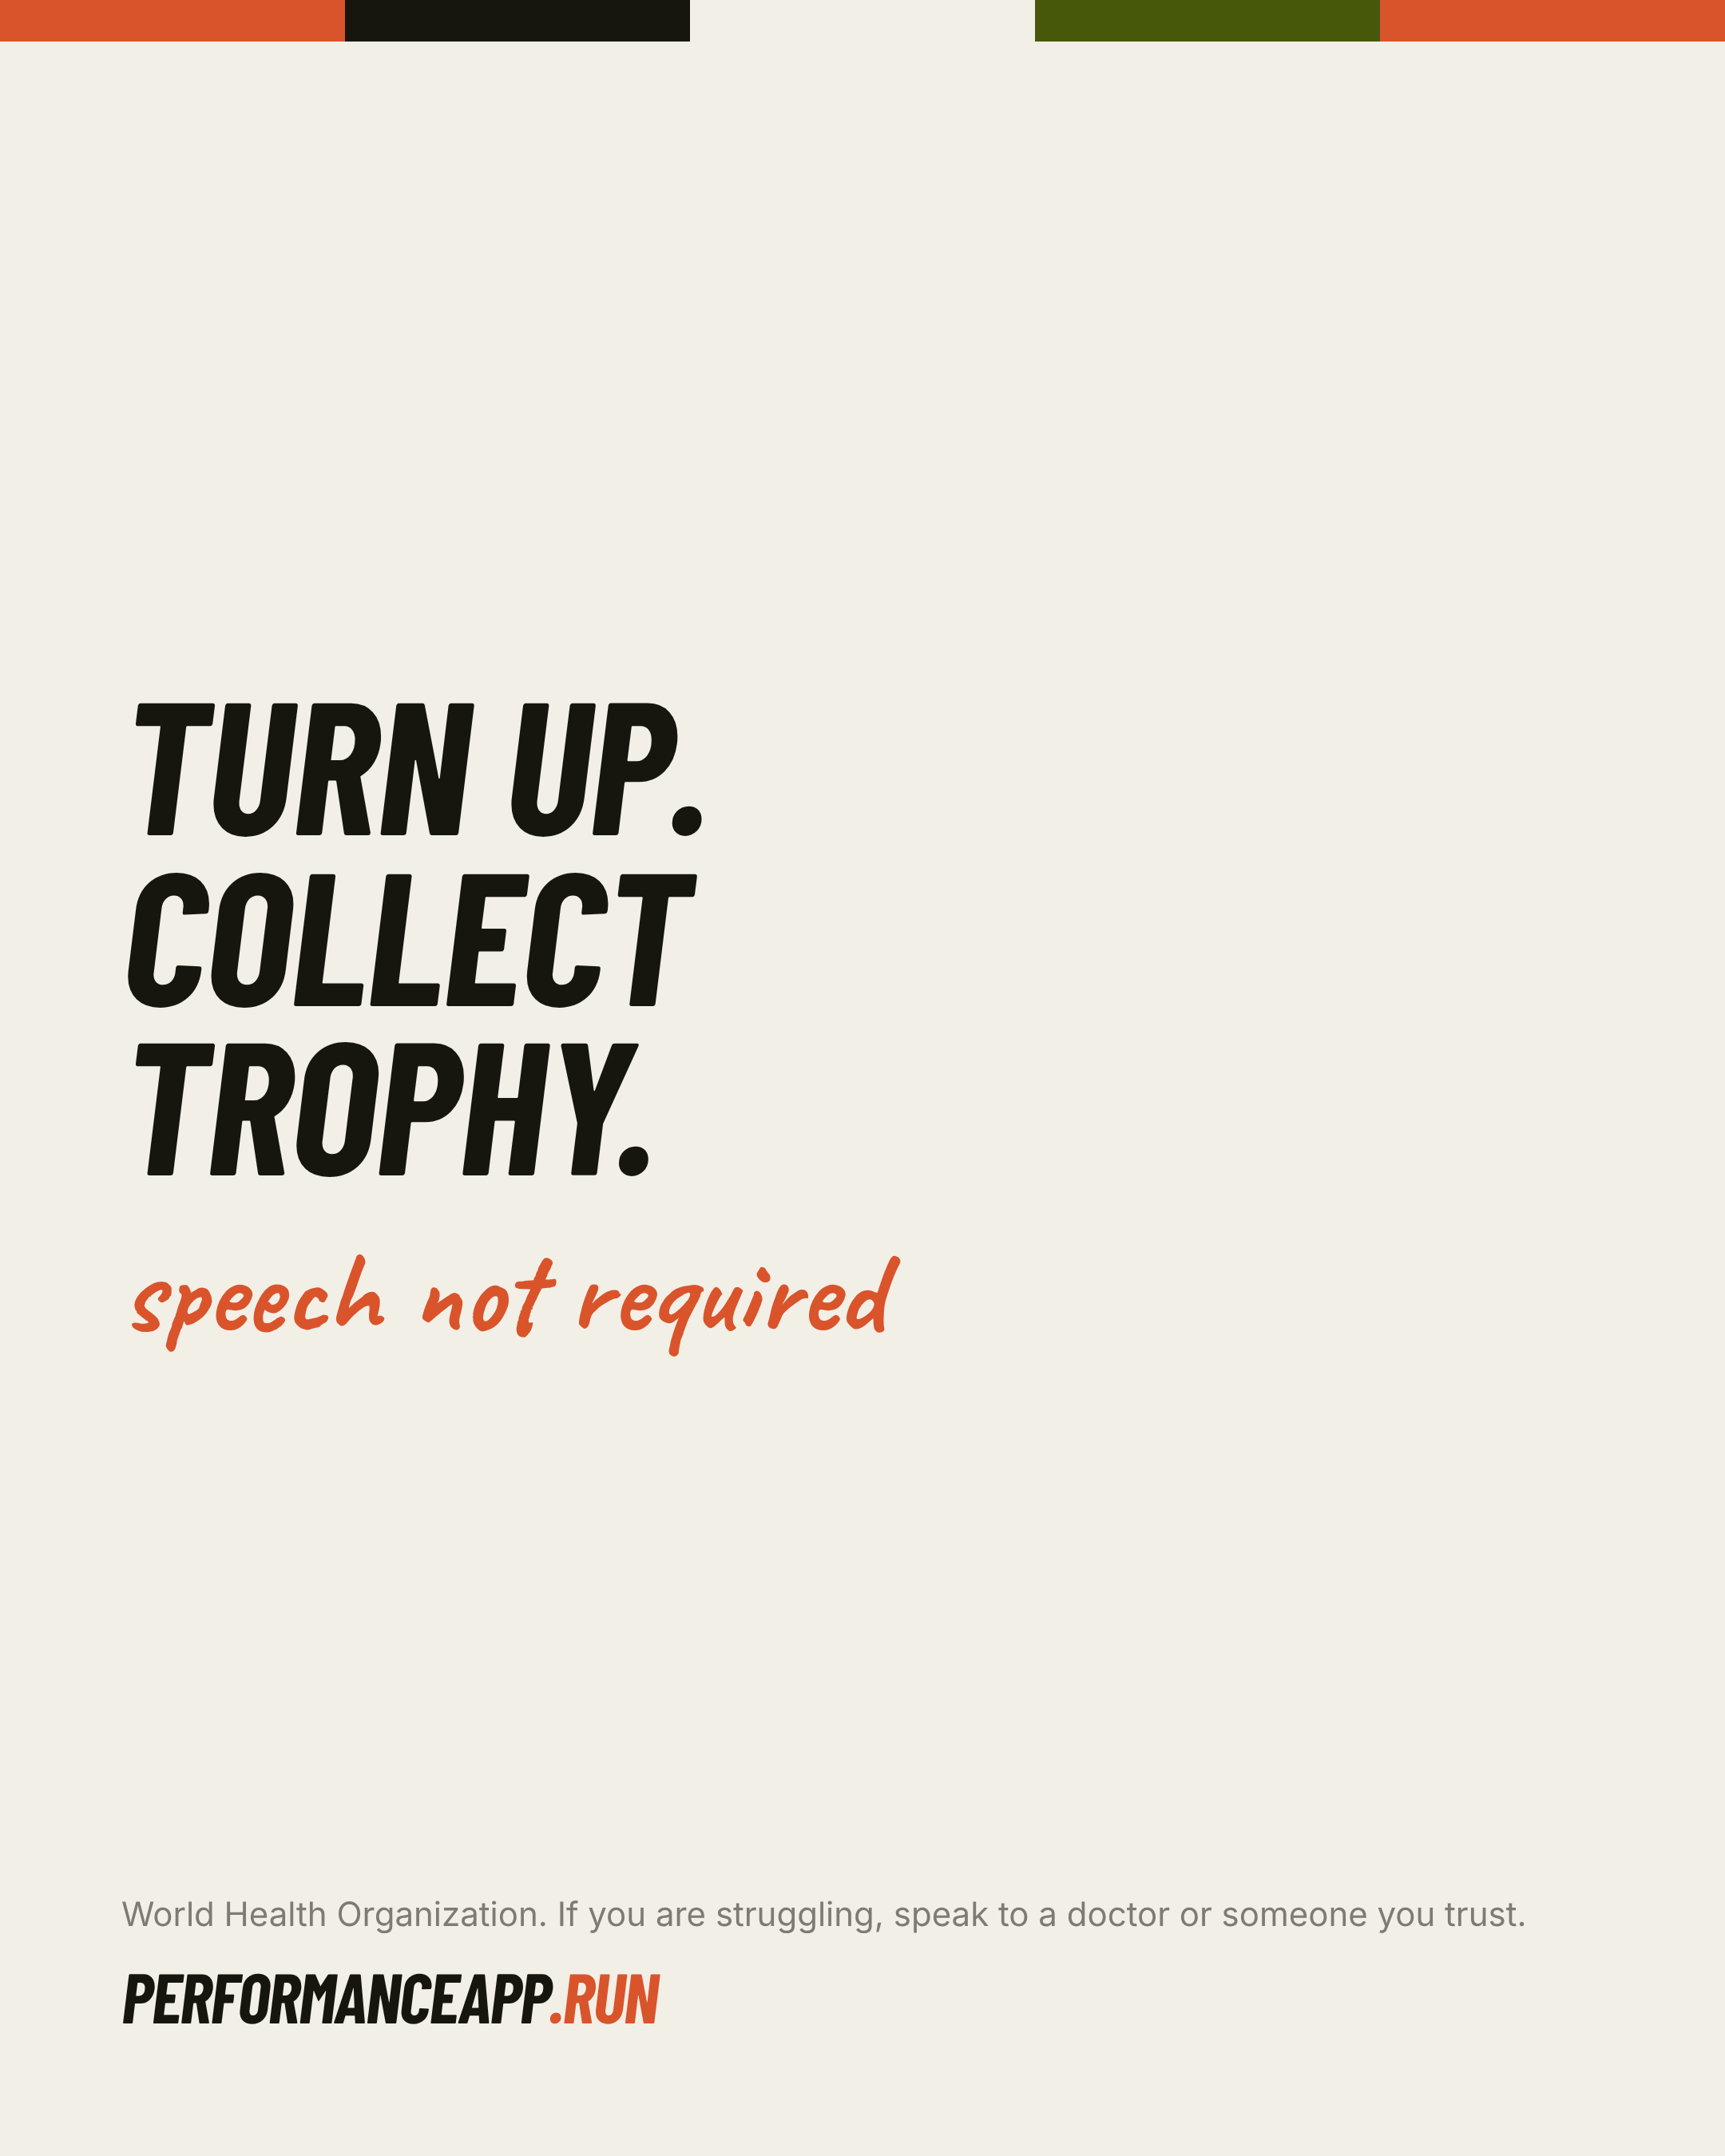 TURN UP.
COLLECT
TROPHY.
speech not required
World Health Organization. If you are struggling, speak to a doctor or someone you trust.
PERFORMANCEAPP.RUN